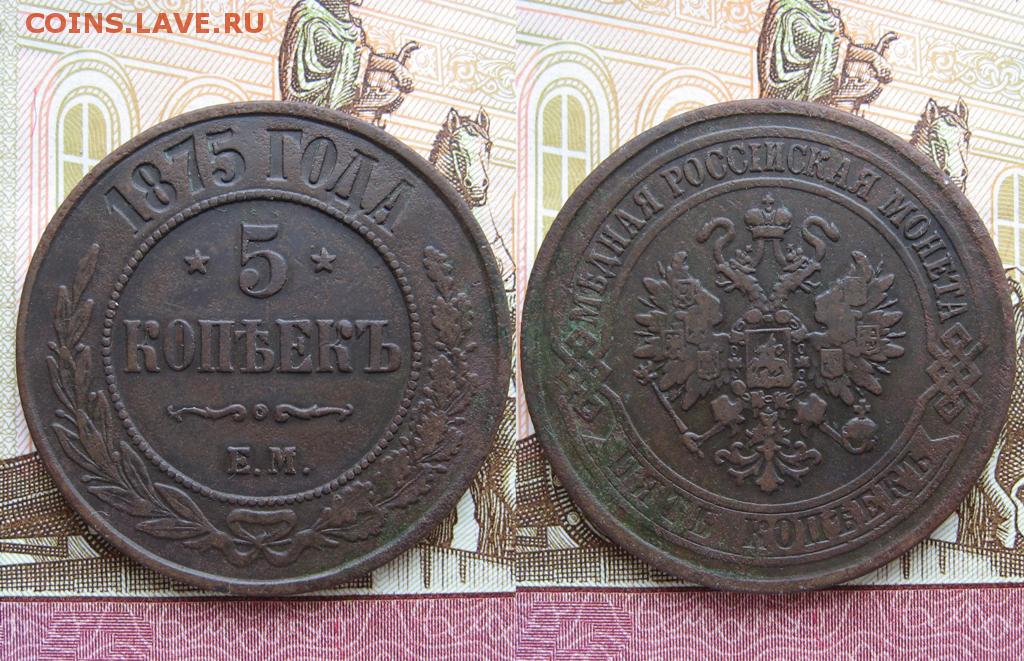 COINS.LAVE.RU
1875 ГОДА
5
КОПѢЕКЪ
Е.М.
МѢДНАЯ РОССІЙСКАЯ МОНЕТА
ПЯТЬ КОПѢЕКЪ